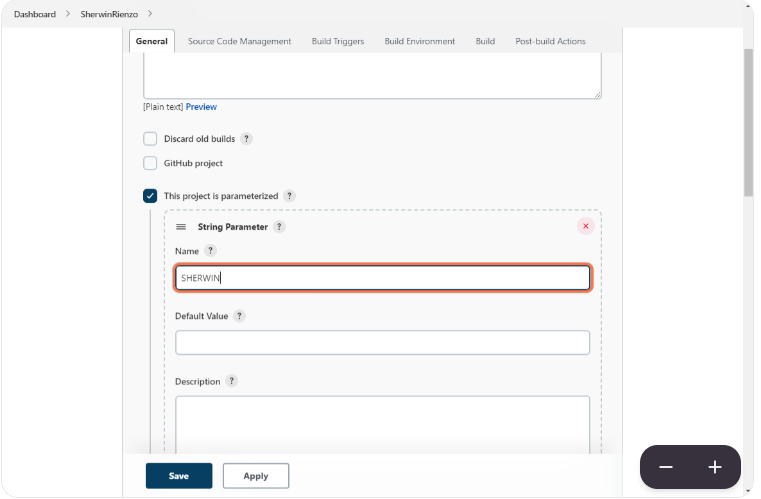 Dashboard > SherwinRienzo >
General Source Code Management Build Triggers Build Environment Build Post-build Actions
[Plain text] Preview
Discard old builds ?
GitHub project
This project is parameterized ?
String Parameter ?
Name ?
SHERWIN
Default Value ?
Description ?
Save Apply